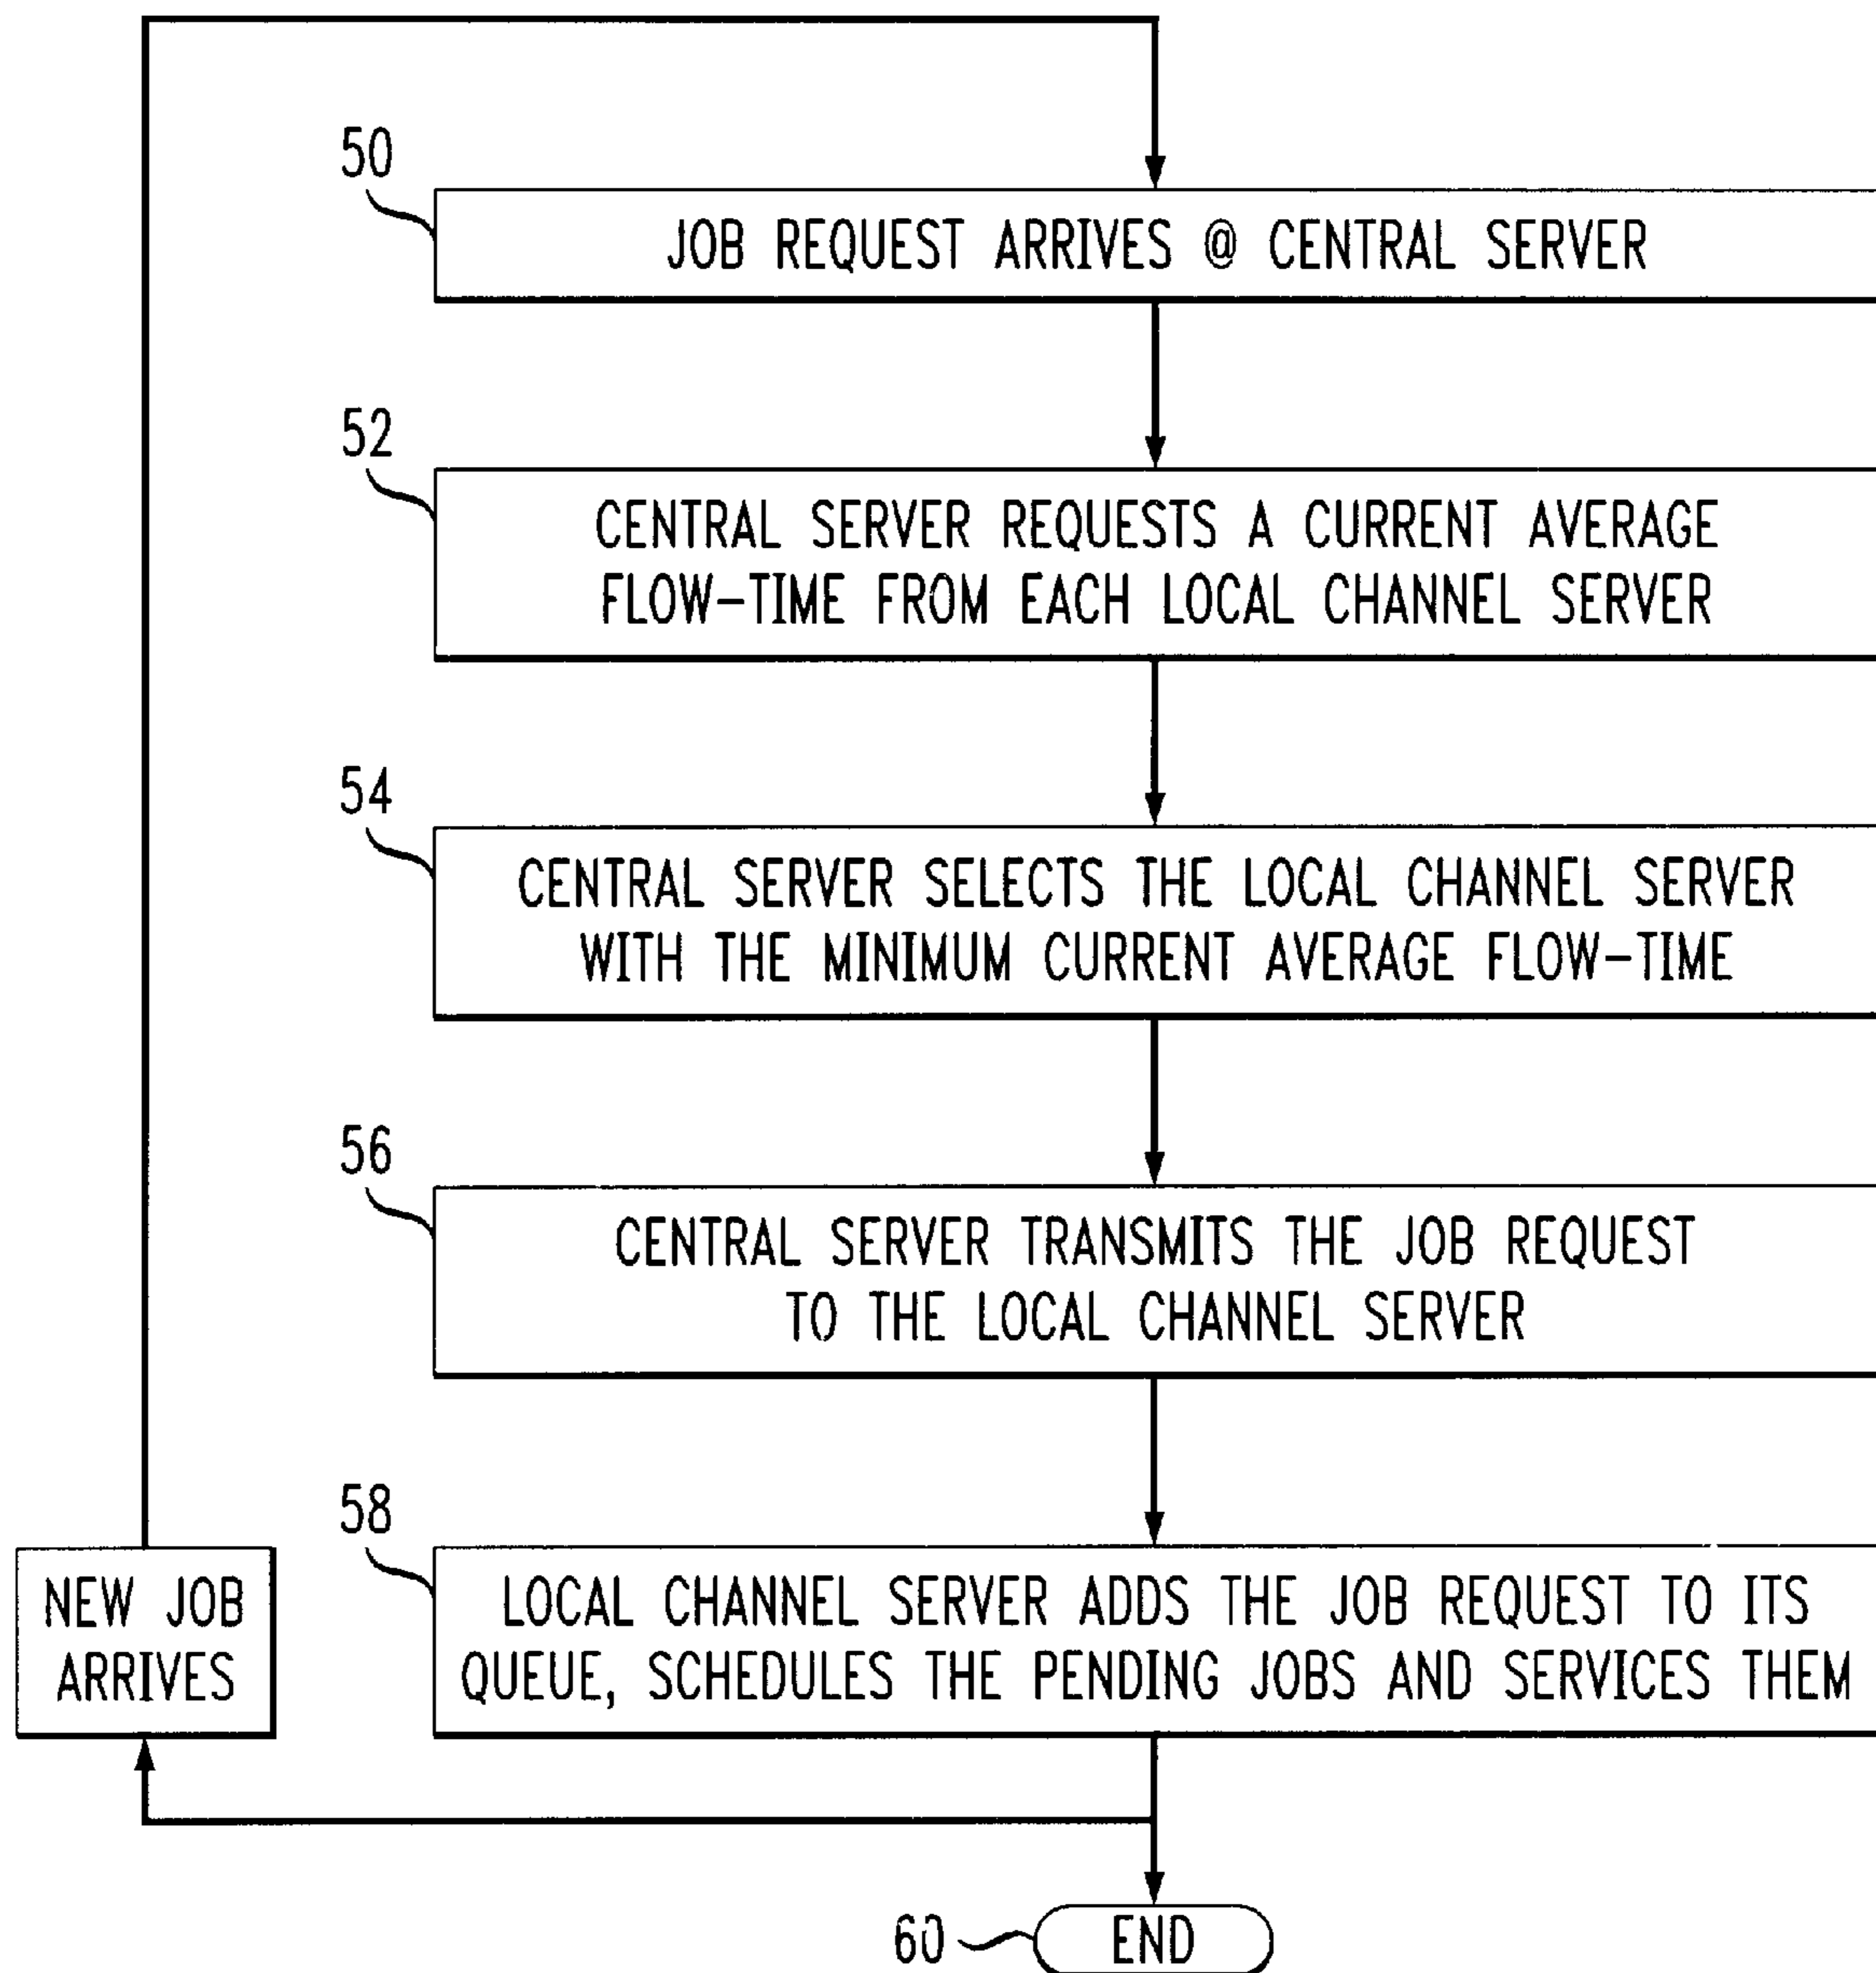 50
JOB REQUEST ARRIVES @ CENTRAL SERVER
52
CENTRAL SERVER REQUESTS A CURRENT AVERAGE
FLOW-TIME FROM EACH LOCAL CHANNEL SERVER
54
CENTRAL SERVER SELECTS THE LOCAL CHANNEL SERVER
WITH THE MINIMUM CURRENT AVERAGE FLOW-TIME
56
CENTRAL SERVER TRANSMITS THE JOB REQUEST
TO THE LOCAL CHANNEL SERVER
58
LOCAL CHANNEL SERVER ADDS THE JOB REQUEST TO ITS
QUEUE, SCHEDULES THE PENDING JOBS AND SERVICES THEM
NEW JOB
ARRIVES
60
END